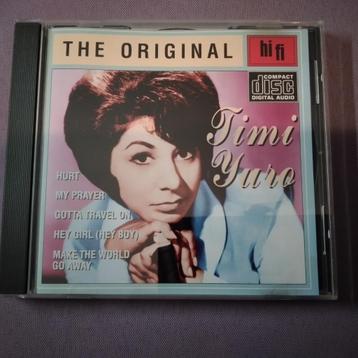 THE ORIGINAL
hi fi
COMPACT
disc
DIGITAL AUDIO
Timi
Yuro
HURT
MY PRAYER
GOTTA TRAVEL ON
HEY GIRL (HEY BOY)
MAKE THE WORLD
GO AWAY